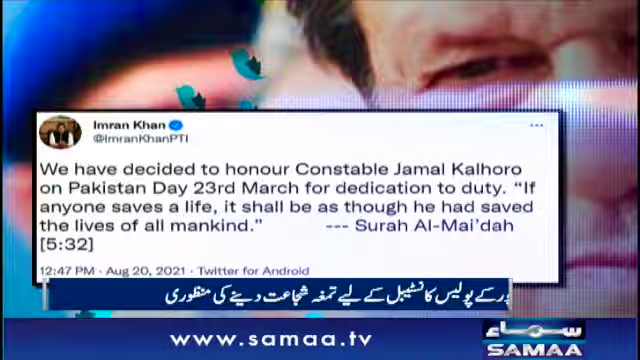 Imran Khan
@ImranKhanPTI
We have decided to honour Constable Jamal Kalhoro
on Pakistan Day 23rd March for dedication to duty. “If
anyone saves a life, it shall be as though he had saved
the lives of all mankind.” --- Surah Al-Mai’dah
[5:32]
12:47 PM · Aug 20, 2021 · Twitter for Android
کے پولیس کانسٹیبل کے لیے تمغہ شجاعت دینے کی منظوری
www.samaa.tv
سماء
SAMAA